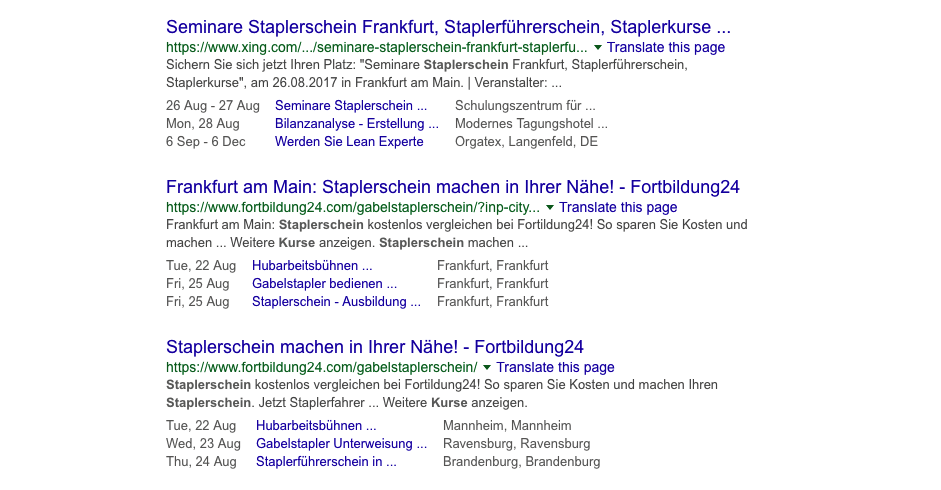 Seminare Staplerschein Frankfurt, Staplerführerschein, Staplerkurse ...
https://www.xing.com/.../seminare-staplerschein-frankfurt-staplerfu... Translate this page
Sichern Sie sich jetzt Ihren Platz: "Seminare Staplerschein Frankfurt, Staplerführerschein,
Staplerkurse", am 26.08.2017 in Frankfurt am Main. | Veranstalter: ...
26 Aug - 27 Aug Seminare Staplerschein ... Schulungszentrum für ...
Mon, 28 Aug Bilanzanalyse - Erstellung ... Modernes Tagungshotel ...
6 Sep - 6 Dec Werden Sie Lean Experte Orgatex, Langenfeld, DE
Frankfurt am Main: Staplerschein machen in Ihrer Nähe! - Fortbildung24
https://www.fortbildung24.com/gabelstaplerschein/?inp-city... Translate this page
Frankfurt am Main: Staplerschein kostenlos vergleichen bei Fortildung24! So sparen Sie Kosten und
machen ... Weitere Kurse anzeigen. Staplerschein machen ...
Tue, 22 Aug Hubarbeitsbühnen ... Frankfurt, Frankfurt
Fri, 25 Aug Gabelstapler bedienen ... Frankfurt, Frankfurt
Fri, 25 Aug Staplerschein - Ausbildung ... Frankfurt, Frankfurt
Staplerschein machen in Ihrer Nähe! - Fortbildung24
https://www.fortbildung24.com/gabelstaplerschein/ Translate this page
Staplerschein kostenlos vergleichen bei Fortildung24! So sparen Sie Kosten und machen Ihren
Staplerschein. Jetzt Staplerfahrer ... Weitere Kurse anzeigen.
Tue, 22 Aug Hubarbeitsbühnen ... Mannheim, Mannheim
Wed, 23 Aug Gabelstapler Unterweisung ... Ravensburg, Ravensburg
Thu, 24 Aug Staplerführerschein in ... Brandenburg, Brandenburg